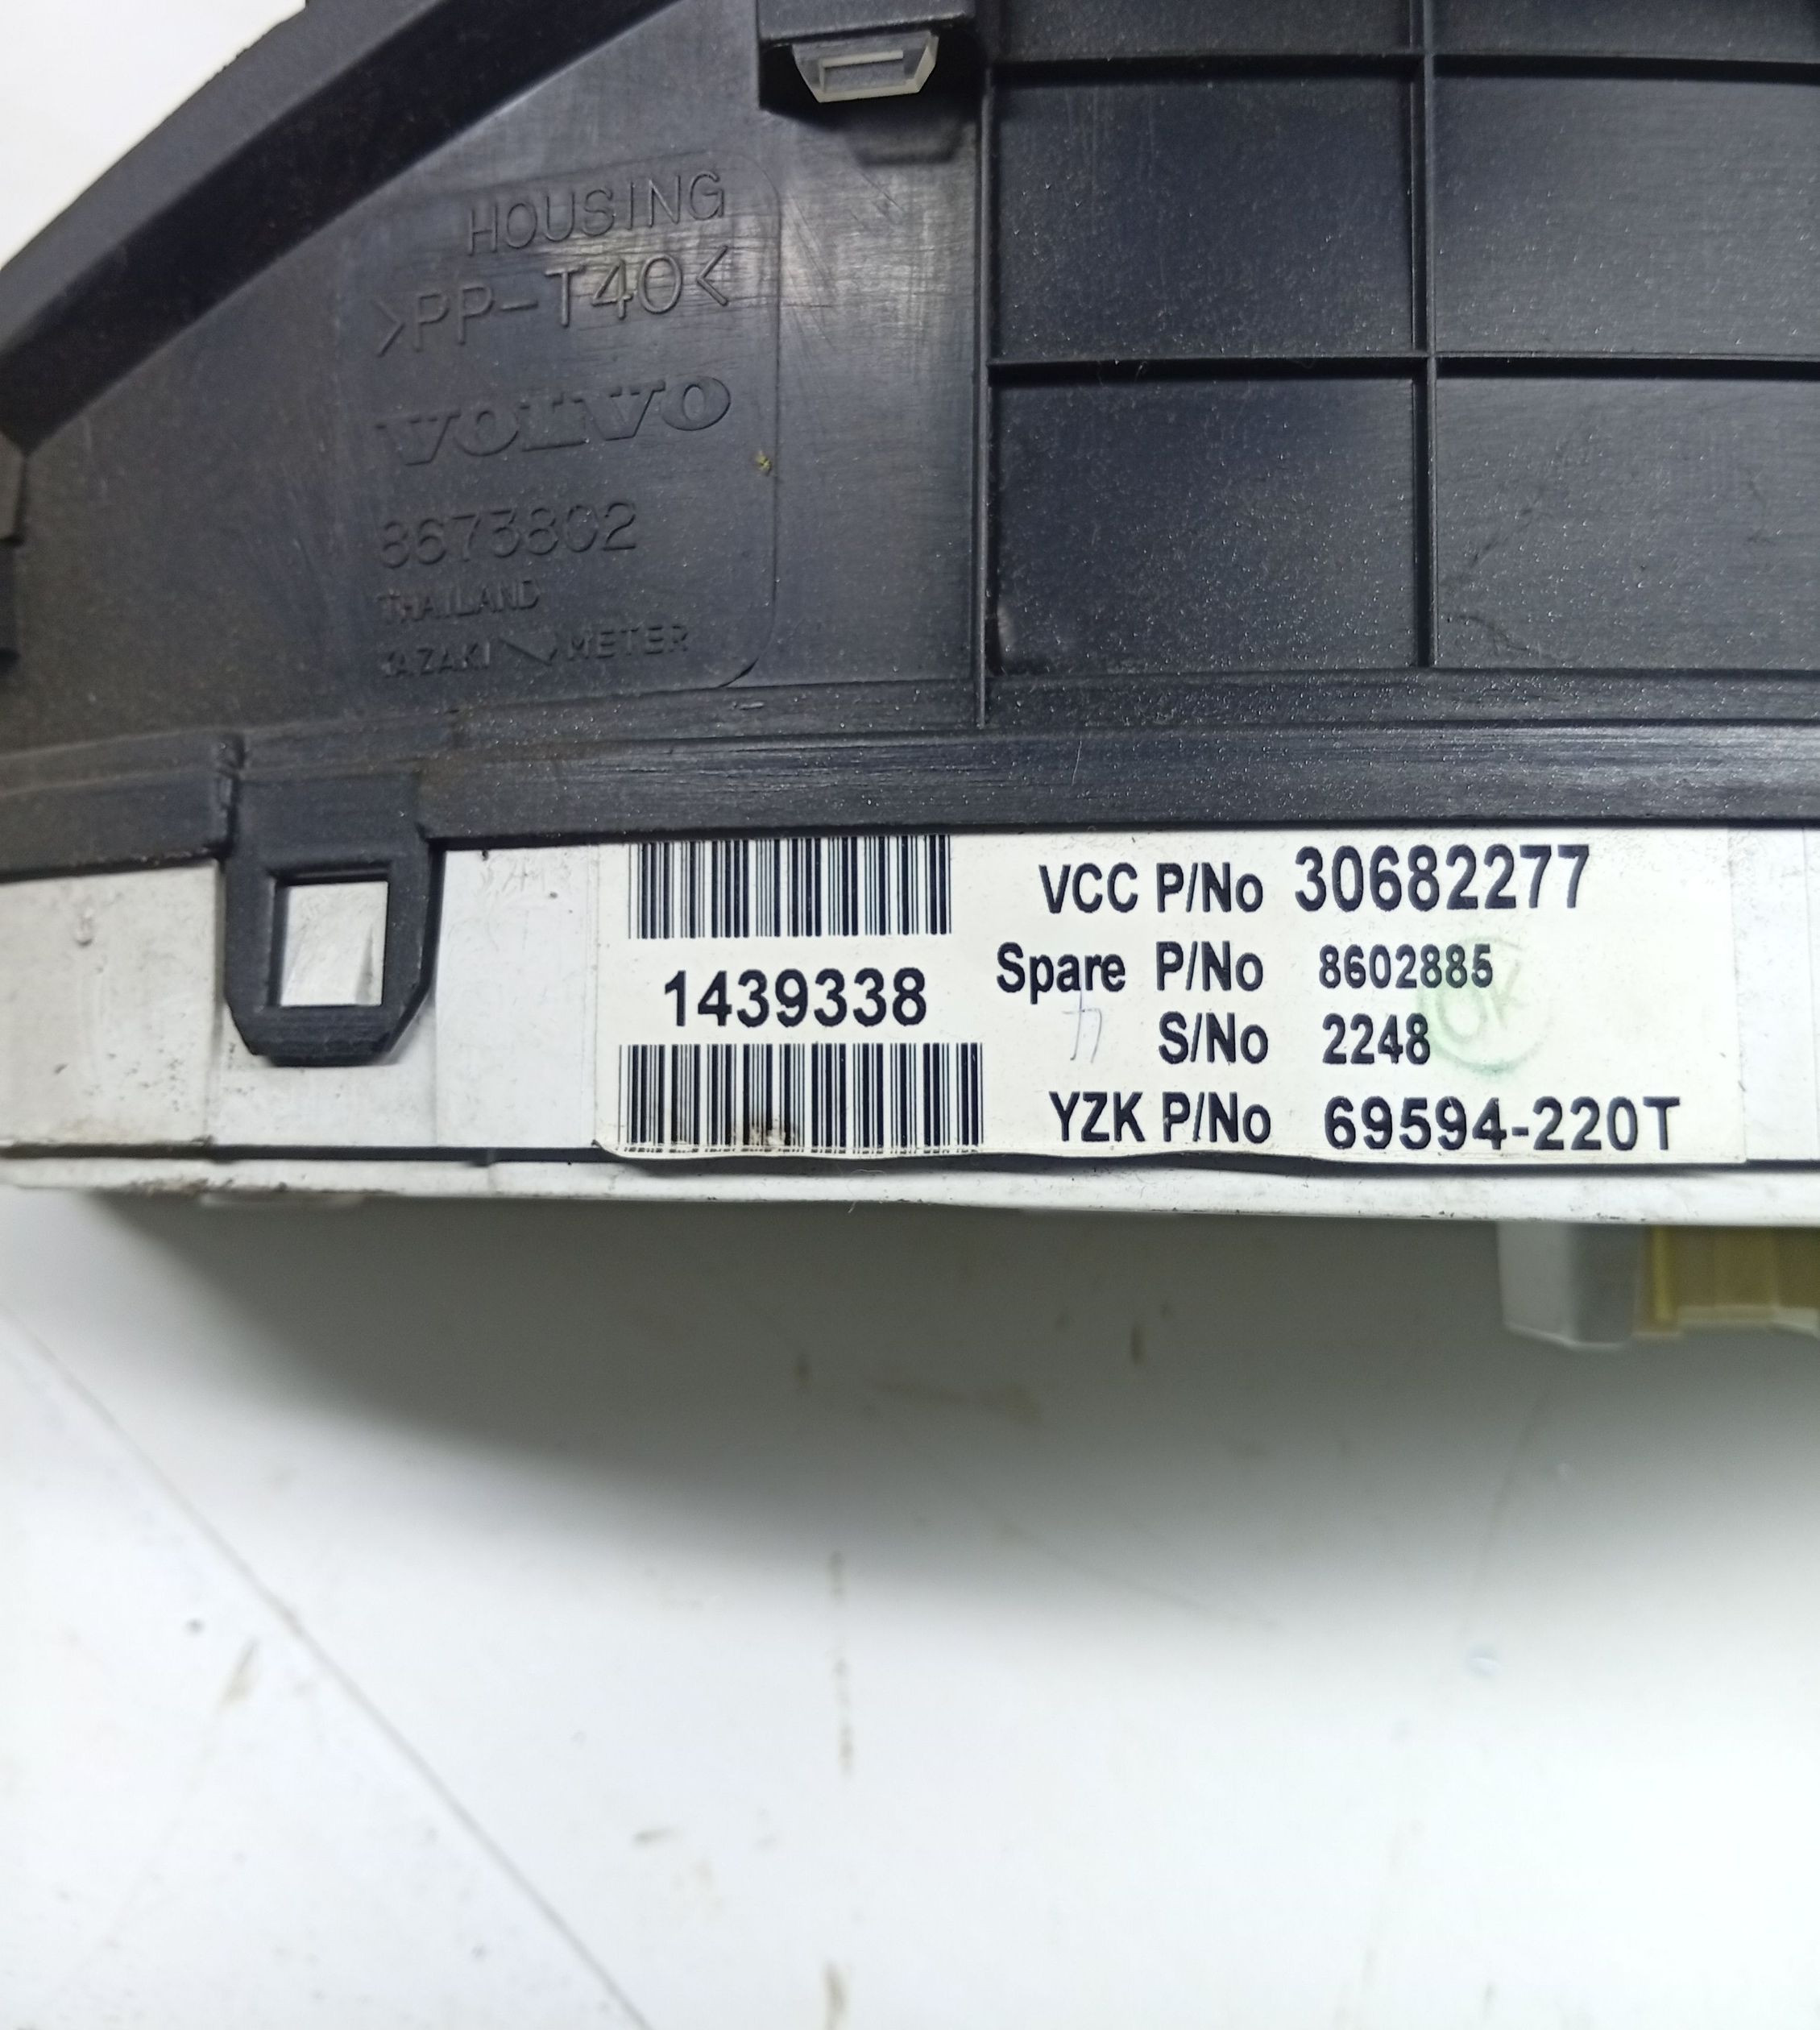 HOUSING
>PP-T40<
VOLVO
8673802
THAILAND
YAZAKI METER
1439338
VCC P/No 30682277
Spare P/No 8602885
S/No 2248
YZK P/No 69594-220T
OK